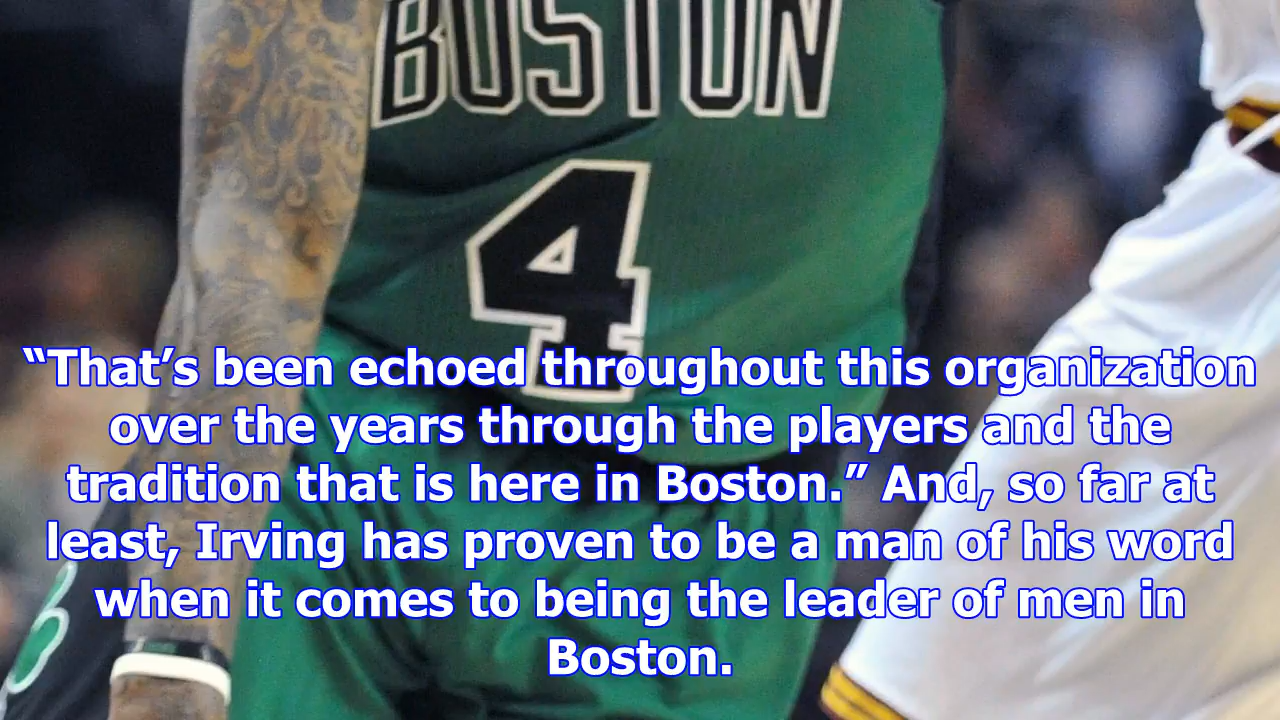 BOSTON
4
“That’s been echoed throughout this organization
over the years through the players and the
tradition that is here in Boston.” And, so far at
least, Irving has proven to be a man of his word
when it comes to being the leader of men in
Boston.